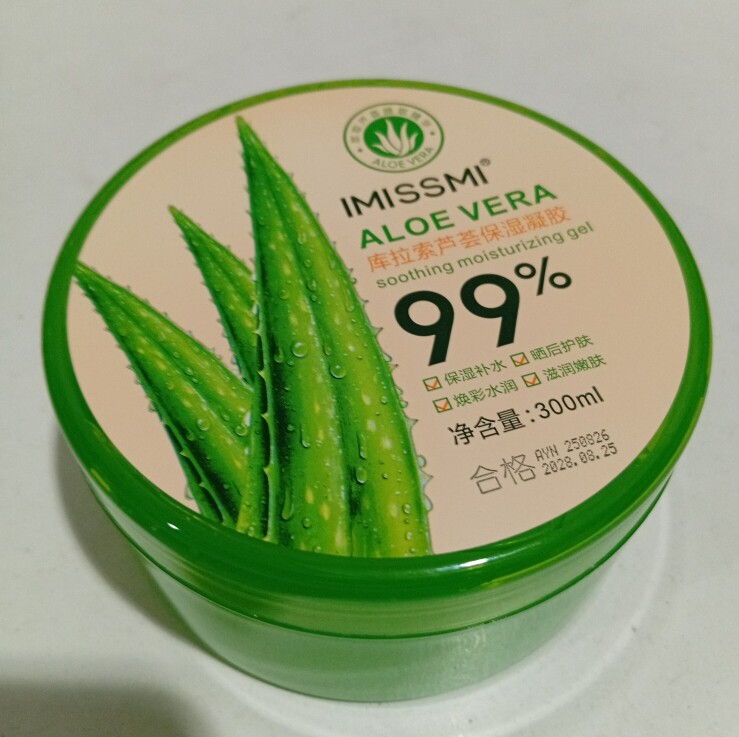 ALOE VERA
IMISSMI®
ALOE VERA
库拉索芦荟保湿凝胶
soothing moisturizing gel
99%
保湿补水 晒后护肤
焕彩水润 滋润嫩肤
净含量:300ml
合格 AYN 250826
2028.08.25